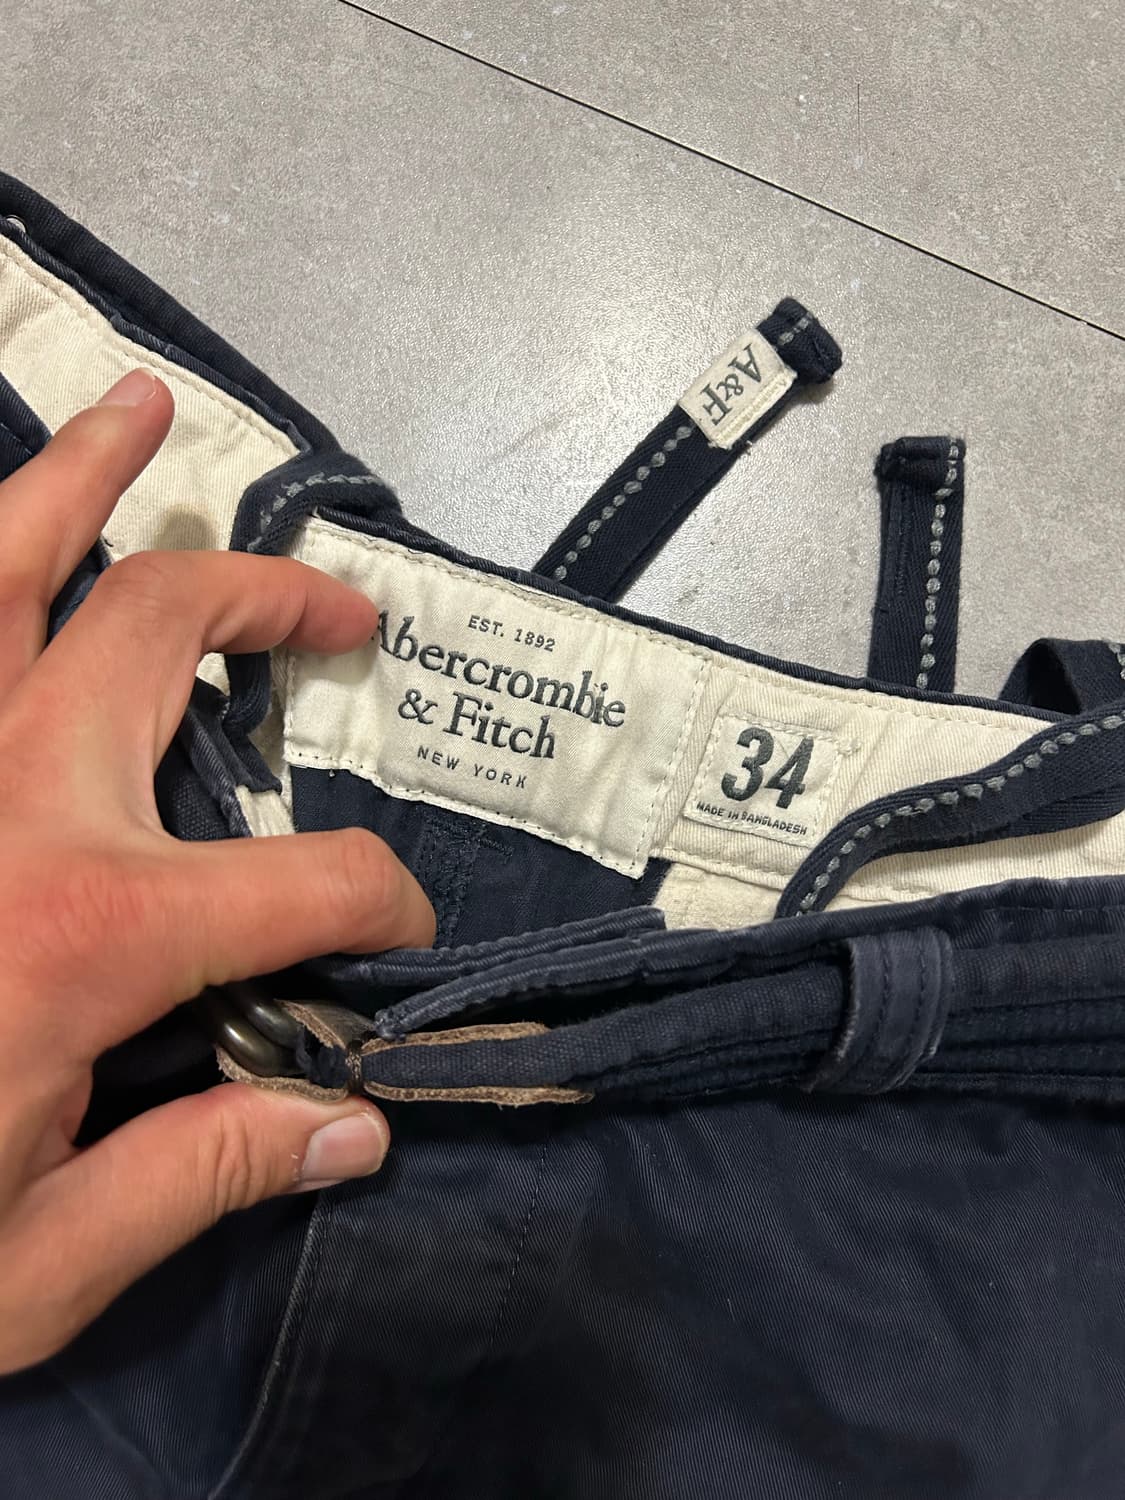 A&F
EST. 1892
Abercrombie
& Fitch
NEW YORK
34
MADE IN BANGLADESH